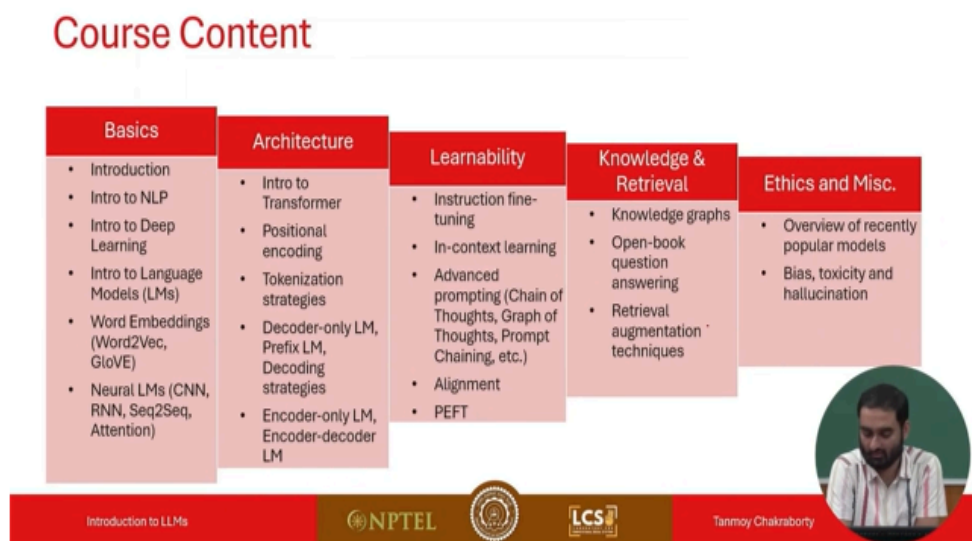 Course Content
Basics
• Introduction
• Intro to NLP
• Intro to Deep
Learning
• Intro to Language
Models (LMs)
• Word Embeddings
(Word2Vec,
GloVE)
• Neural LMs (CNN,
RNN, Seq2Seq,
Attention)
Architecture
• Intro to
Transformer
• Positional
encoding
• Tokenization
strategies
• Decoder-only LM,
Prefix LM,
Decoding
strategies
• Encoder-only LM,
Encoder-decoder
LM
Learnability
• Instruction fine-
tuning
• In-context learning
• Advanced
prompting (Chain of
Thoughts, Graph of
Thoughts, Prompt
Chaining, etc.)
• Alignment
• PEFT
Knowledge &
Retrieval
• Knowledge graphs
• Open-book
question
answering
• Retrieval
augmentation
techniques
Ethics and Misc.
• Overview of recently
popular models
• Bias, toxicity and
hallucination
Introduction to LLMs
NPTEL
LCS
Tanmoy Chakraborty